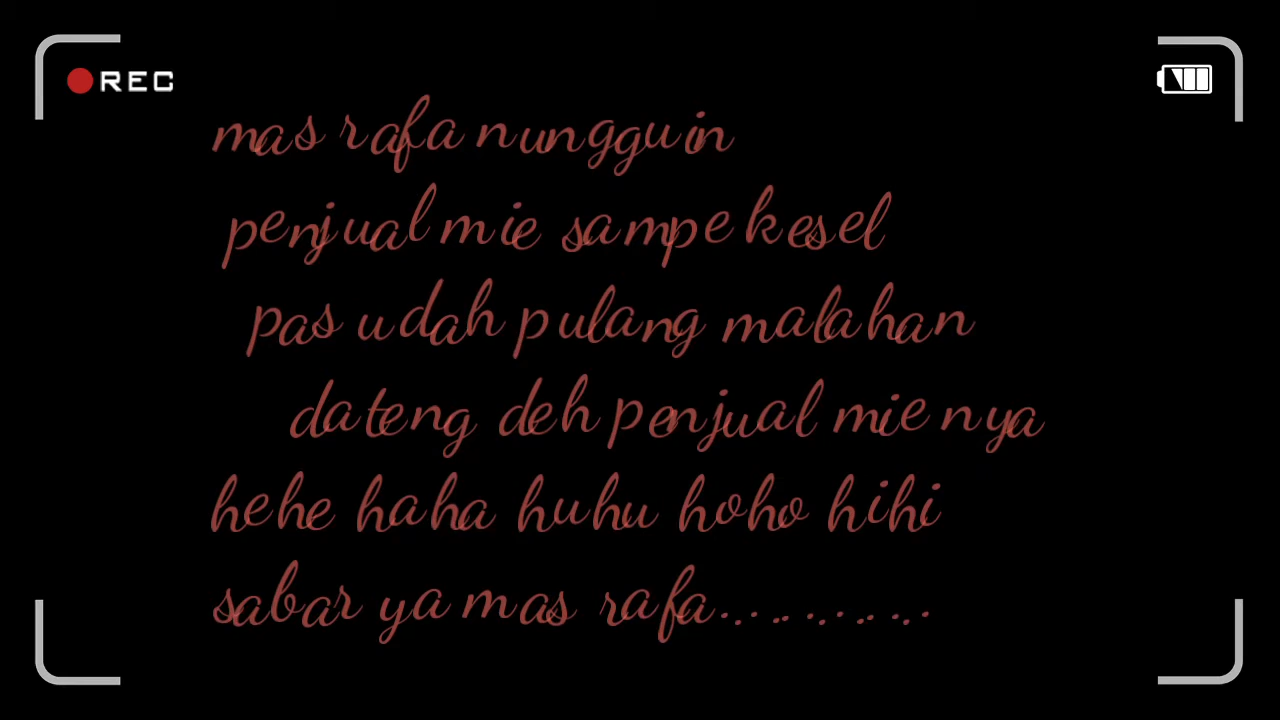 REC
mas rafa nungguin
penjual mie sampe kesel
pas udah pulang malahan
dateng deh penjual mie nya
hehe haha huhu hoho hihi
sabar ya mas rafa.............